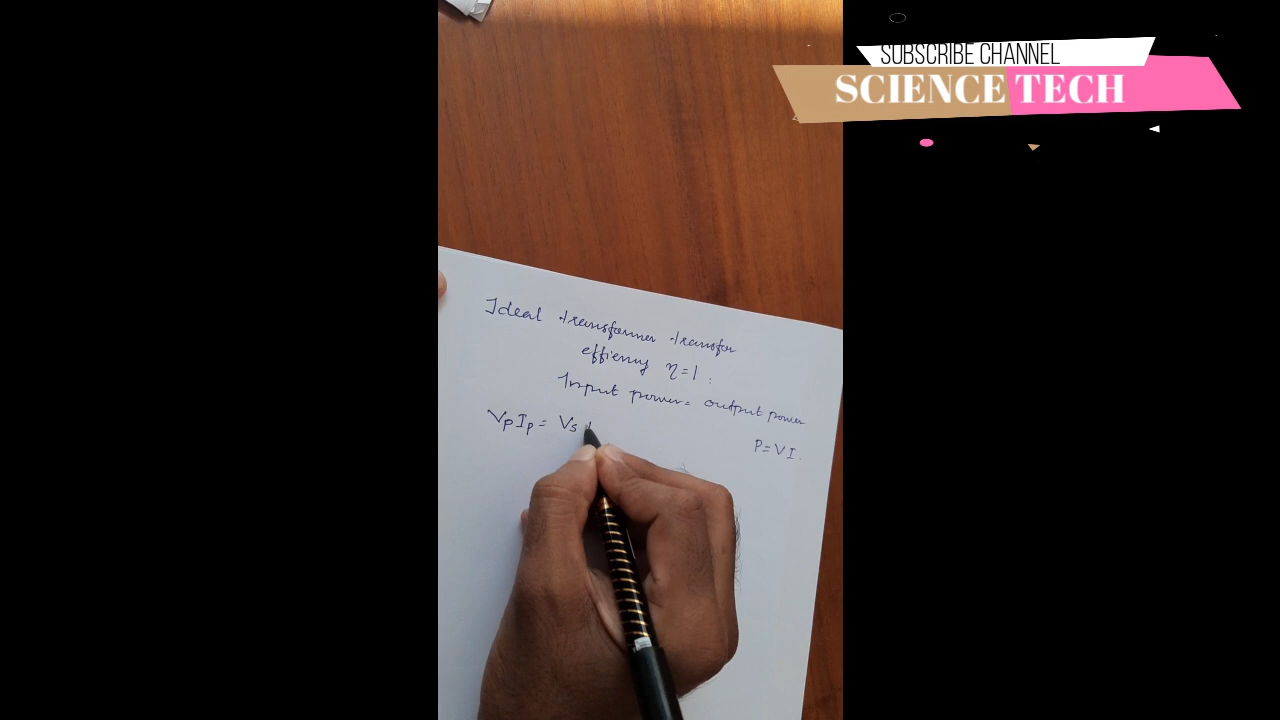 SUBSCRIBE CHANNEL
SCIENCE TECH
Ideal transformer transfer
effieny η=1.
Input power = output power
VpIp = Vs
P=VI.